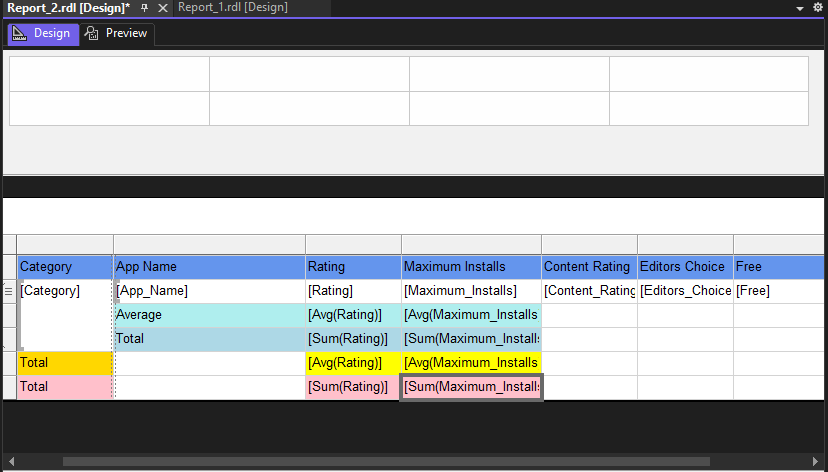 Report_2.rdl [Design]* Report_1.rdl [Design]
Design Preview
Category App Name Rating Maximum Installs Content Rating Editors Choice Free
[Category] [App_Name] [Rating] [Maximum_Installs] [Content_Rating [Editors_Choice [Free]
Average [Avg(Rating)] [Avg(Maximum_Installs
Total [Sum(Rating)] [Sum(Maximum_Installs
Total [Avg(Rating)] [Avg(Maximum_Installs
Total [Sum(Rating)] [Sum(Maximum_Installs